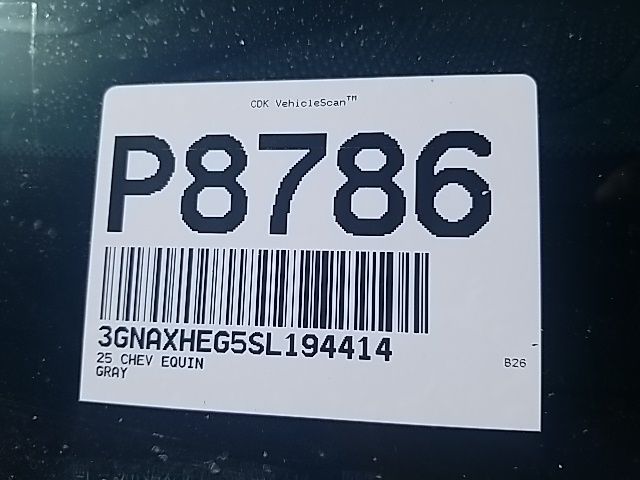 CDK VehicleScan™
P8786
3GNAXHEG5SL194414
25 CHEV EQUIN
GRAY
B26